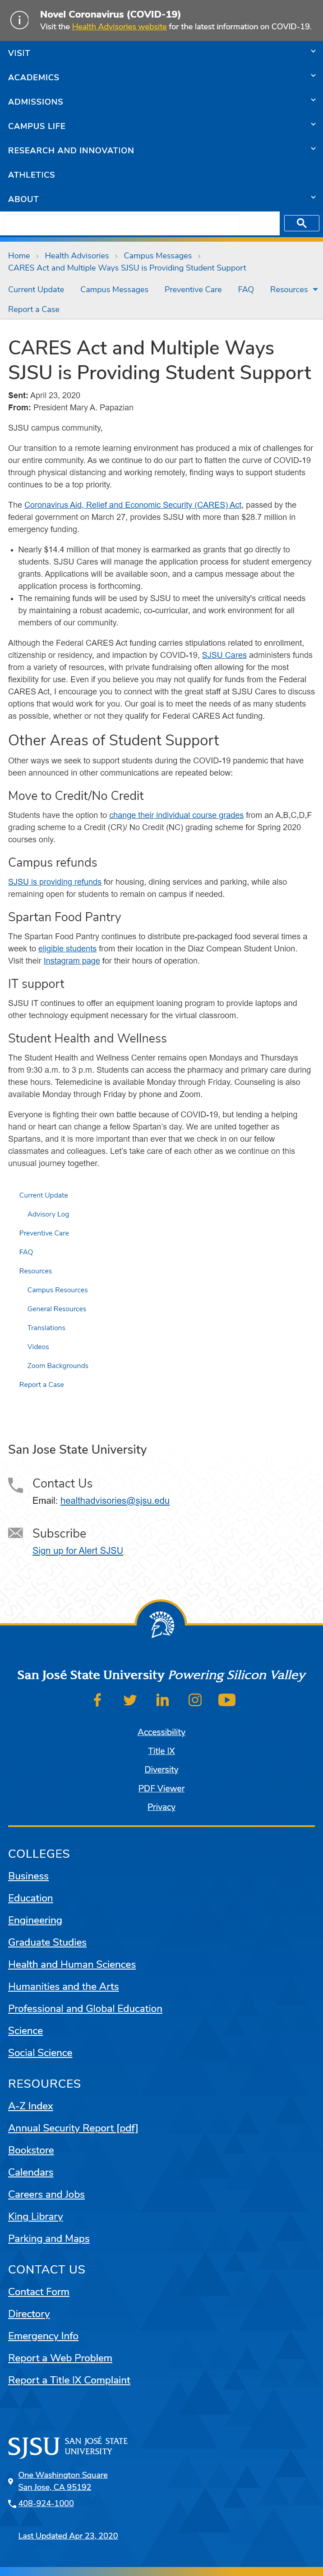 Novel Coronavirus (COVID-19)
Visit the Health Advisories website for the latest information on COVID-19.
VISIT
ACADEMICS
ADMISSIONS
CAMPUS LIFE
RESEARCH AND INNOVATION
ATHLETICS
ABOUT
Home › Health Advisories › Campus Messages ›
CARES Act and Multiple Ways SJSU is Providing Student Support
Current Update Campus Messages Preventive Care FAQ Resources
Report a Case
CARES Act and Multiple Ways
SJSU is Providing Student Support
Sent: April 23, 2020
From: President Mary A. Papazian
SJSU campus community,
Our transition to a remote learning environment has produced a mix of challenges for
our entire community. As we continue to do our part to flatten the curve of COVID-19
through physical distancing and working remotely, finding ways to support students
continues to be a top priority.
The Coronavirus Aid, Relief and Economic Security (CARES) Act, passed by the
federal government on March 27, provides SJSU with more than $28.7 million in
emergency funding.
• Nearly $14.4 million of that money is earmarked as grants that must go directly to
students. SJSU Cares will manage the application process for student emergency
grants. Applications will be available soon, and a campus message about the
application process is forthcoming.
• The remaining funds will be used by SJSU to meet the university's critical needs
by maintaining a robust academic, co-curricular, and work environment for all
members of our community.
Although the Federal CARES Act funding carries stipulations related to enrollment,
citizenship or residency, and impaction by COVID-19, SJSU Cares administers funds
from a variety of resources, with private fundraising often providing for the most
flexibility for use. Even if you believe you may not qualify for funds from the Federal
CARES Act, I encourage you to connect with the great staff at SJSU Cares to discuss
options that would work for you. Our goal is to meet the needs of as many students
as possible, whether or not they qualify for Federal CARES Act funding.
Other Areas of Student Support
Other ways we seek to support students during the COVID-19 pandemic that have
been announced in other communications are repeated below:
Move to Credit/No Credit
Students have the option to change their individual course grades from an A,B,C,D,F
grading scheme to a Credit (CR)/ No Credit (NC) grading scheme for Spring 2020
courses only.
Campus refunds
SJSU is providing refunds for housing, dining services and parking, while also
remaining open for students to remain on campus if needed.
Spartan Food Pantry
The Spartan Food Pantry continues to distribute pre-packaged food several times a
week to eligible students from their location in the Diaz Compean Student Union.
Visit their Instagram page for their hours of operation.
IT support
SJSU IT continues to offer an equipment loaning program to provide laptops and
other technology equipment necessary for the virtual classroom.
Student Health and Wellness
The Student Health and Wellness Center remains open Mondays and Thursdays
from 9:30 a.m. to 3 p.m. Students can access the pharmacy and primary care during
these hours. Telemedicine is available Monday through Friday. Counseling is also
available Monday through Friday by phone and Zoom.
Everyone is fighting their own battle because of COVID-19, but lending a helping
hand or heart can change a fellow Spartan's day. We are united together as
Spartans, and it is more important than ever that we check in on our fellow
classmates and colleagues. Let's take care of each other as we continue on this
unusual journey together.
Current Update
Advisory Log
Preventive Care
FAQ
Resources
Campus Resources
General Resources
Translations
Videos
Zoom Backgrounds
Report a Case
San Jose State University
Contact Us
Email: healthadvisories@sjsu.edu
Subscribe
Sign up for Alert SJSU
San José State University Powering Silicon Valley
Accessibility
Title IX
Diversity
PDF Viewer
Privacy
COLLEGES
Business
Education
Engineering
Graduate Studies
Health and Human Sciences
Humanities and the Arts
Professional and Global Education
Science
Social Science
RESOURCES
A-Z Index
Annual Security Report [pdf]
Bookstore
Calendars
Careers and Jobs
King Library
Parking and Maps
CONTACT US
Contact Form
Directory
Emergency Info
Report a Web Problem
Report a Title IX Complaint
SJSU SAN JOSÉ STATE
UNIVERSITY
One Washington Square
San Jose, CA 95192
408-924-1000
Last Updated Apr 23, 2020